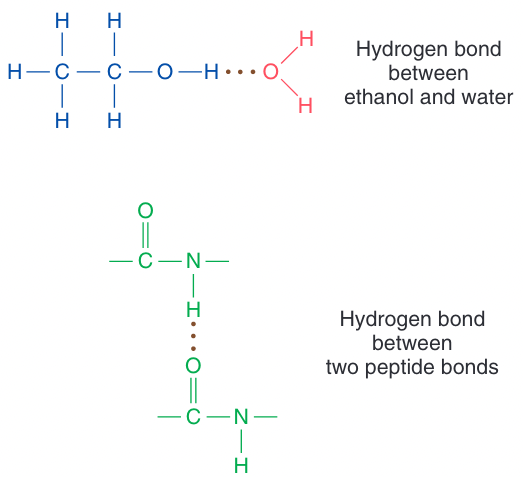 H H
H
H—C—C—O—H•••O
H H
H
Hydrogen bond
between
ethanol and water
O
—C—N—
H
O
—C—N—
H
Hydrogen bond
between
two peptide bonds